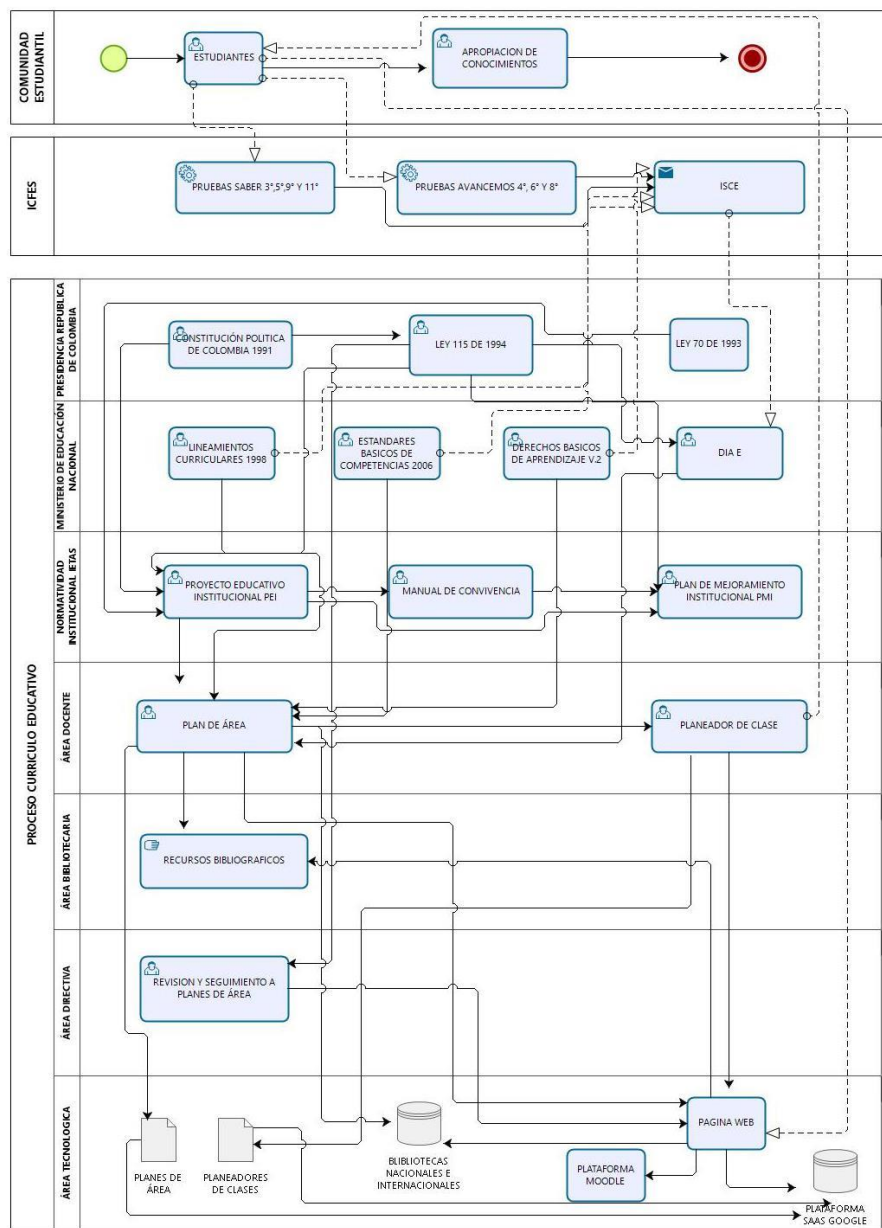 COMUNIDAD
ESTUDIANTIL
ESTUDIANTES
APROPIACION DE
CONOCIMIENTOS
ICFES
PRUEBAS SABER 3°,5°,9° Y 11°
PRUEBAS AVANCEMOS 4°, 6° Y 8°
ISCE
PROCESO CURRICULO EDUCATIVO
PRESIDENCIA REPUBLICA
DE COLOMBIA
CONSTITUCIÓN POLITICA
DE COLOMBIA 1991
LEY 115 DE 1994
LEY 70 DE 1993
MINISTERIO DE EDUCACIÓN
NACIONAL
LINEAMIENTOS
CURRICULARES 1998
ESTANDARES
BASICOS DE
COMPETENCIAS 2006
DERECHOS BASICOS
DE APRENDIZAJE V.2
DIA E
NORMATIVIDAD
INSTITUCIONAL IETAS
PROYECTO EDUCATIVO
INSTITUCIONAL PEI
MANUAL DE CONVIVENCIA
PLAN DE MEJORAMIENTO
INSTITUCIONAL PMI
ÁREA DOCENTE
PLAN DE ÁREA
PLANEADOR DE CLASE
ÁREA BIBLIOTECARIA
RECURSOS BIBLIOGRAFICOS
ÁREA DIRECTIVA
REVISION Y SEGUIMIENTO A
PLANES DE ÁREA
ÁREA TECNOLOGICA
PLANES DE
ÁREA
PLANEADORES
DE CLASES
BLIBLIOTECAS
NACIONALES E
INTERNACIONALES
PAGINA WEB
PLATAFORMA
MOODLE
PLATAFORMA
SAAS GOOGLE